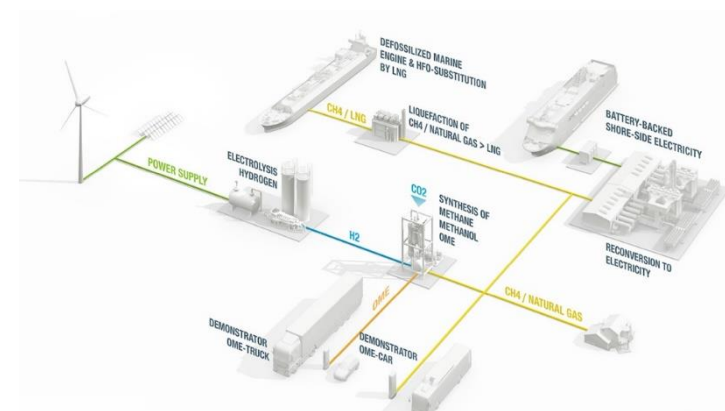 DEFOSSILIZED MARINE
ENGINE & HFO-SUBSTITUTION
BY LNG
CH4 / LNG
LIQUEFACTION OF
CH4 / NATURAL GAS > LNG
BATTERY-BACKED
SHORE-SIDE ELECTRICITY
ELECTROLYSIS
HYDROGEN
POWER SUPPLY
CO2
SYNTHESIS OF
METHANE
METHANOL
OME
H2
RECONVERSION TO
ELECTRICITY
OME
CH4 / NATURAL GAS
DEMONSTRATOR
OME-TRUCK
DEMONSTRATOR
OME-CAR